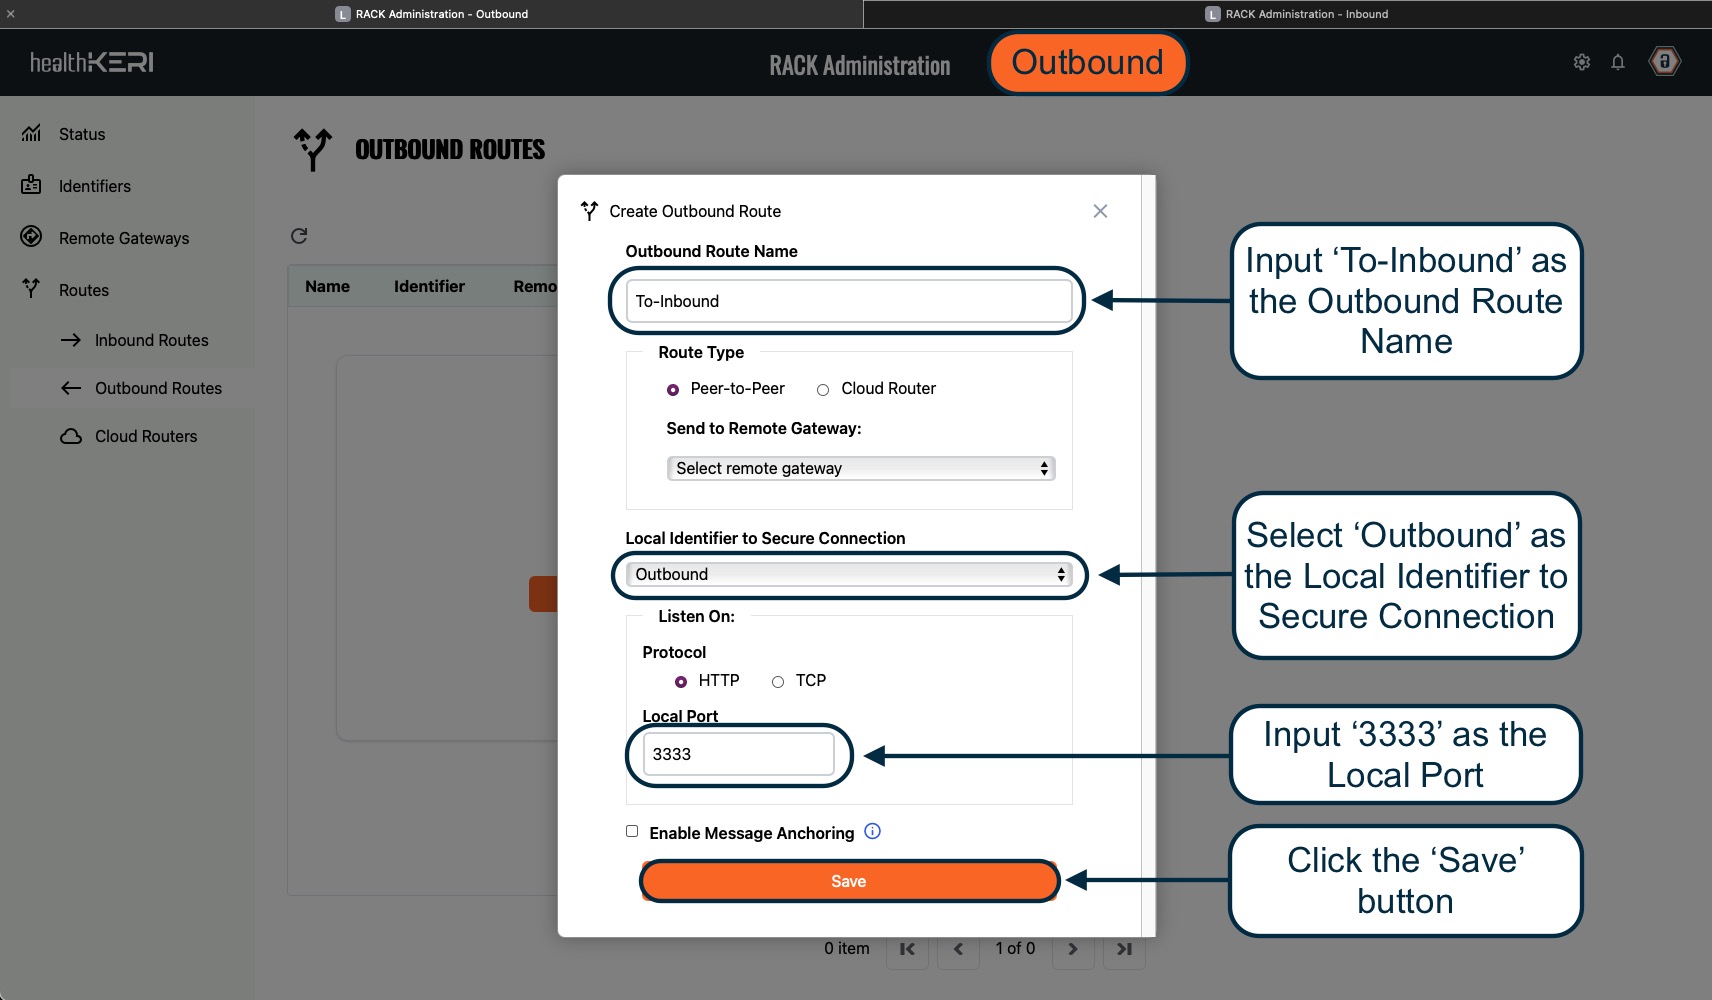 L RACK Administration - Outbound
L RACK Administration - Inbound
healthKERI
RACK Administration
Outbound
Status
Identifiers
Remote Gateways
Routes
Inbound Routes
Outbound Routes
Cloud Routers
OUTBOUND ROUTES
Name Identifier Remo
Create Outbound Route
Outbound Route Name
To-Inbound
Route Type
Peer-to-Peer Cloud Router
Send to Remote Gateway:
Select remote gateway
Local Identifier to Secure Connection
Outbound
Listen On:
Protocol
HTTP TCP
Local Port
3333
Enable Message Anchoring
Save
0 item 1 of 0
Input ‘To-Inbound’ as
the Outbound Route
Name
Select ‘Outbound’ as
the Local Identifier to
Secure Connection
Input ‘3333’ as the
Local Port
Click the ‘Save’
button